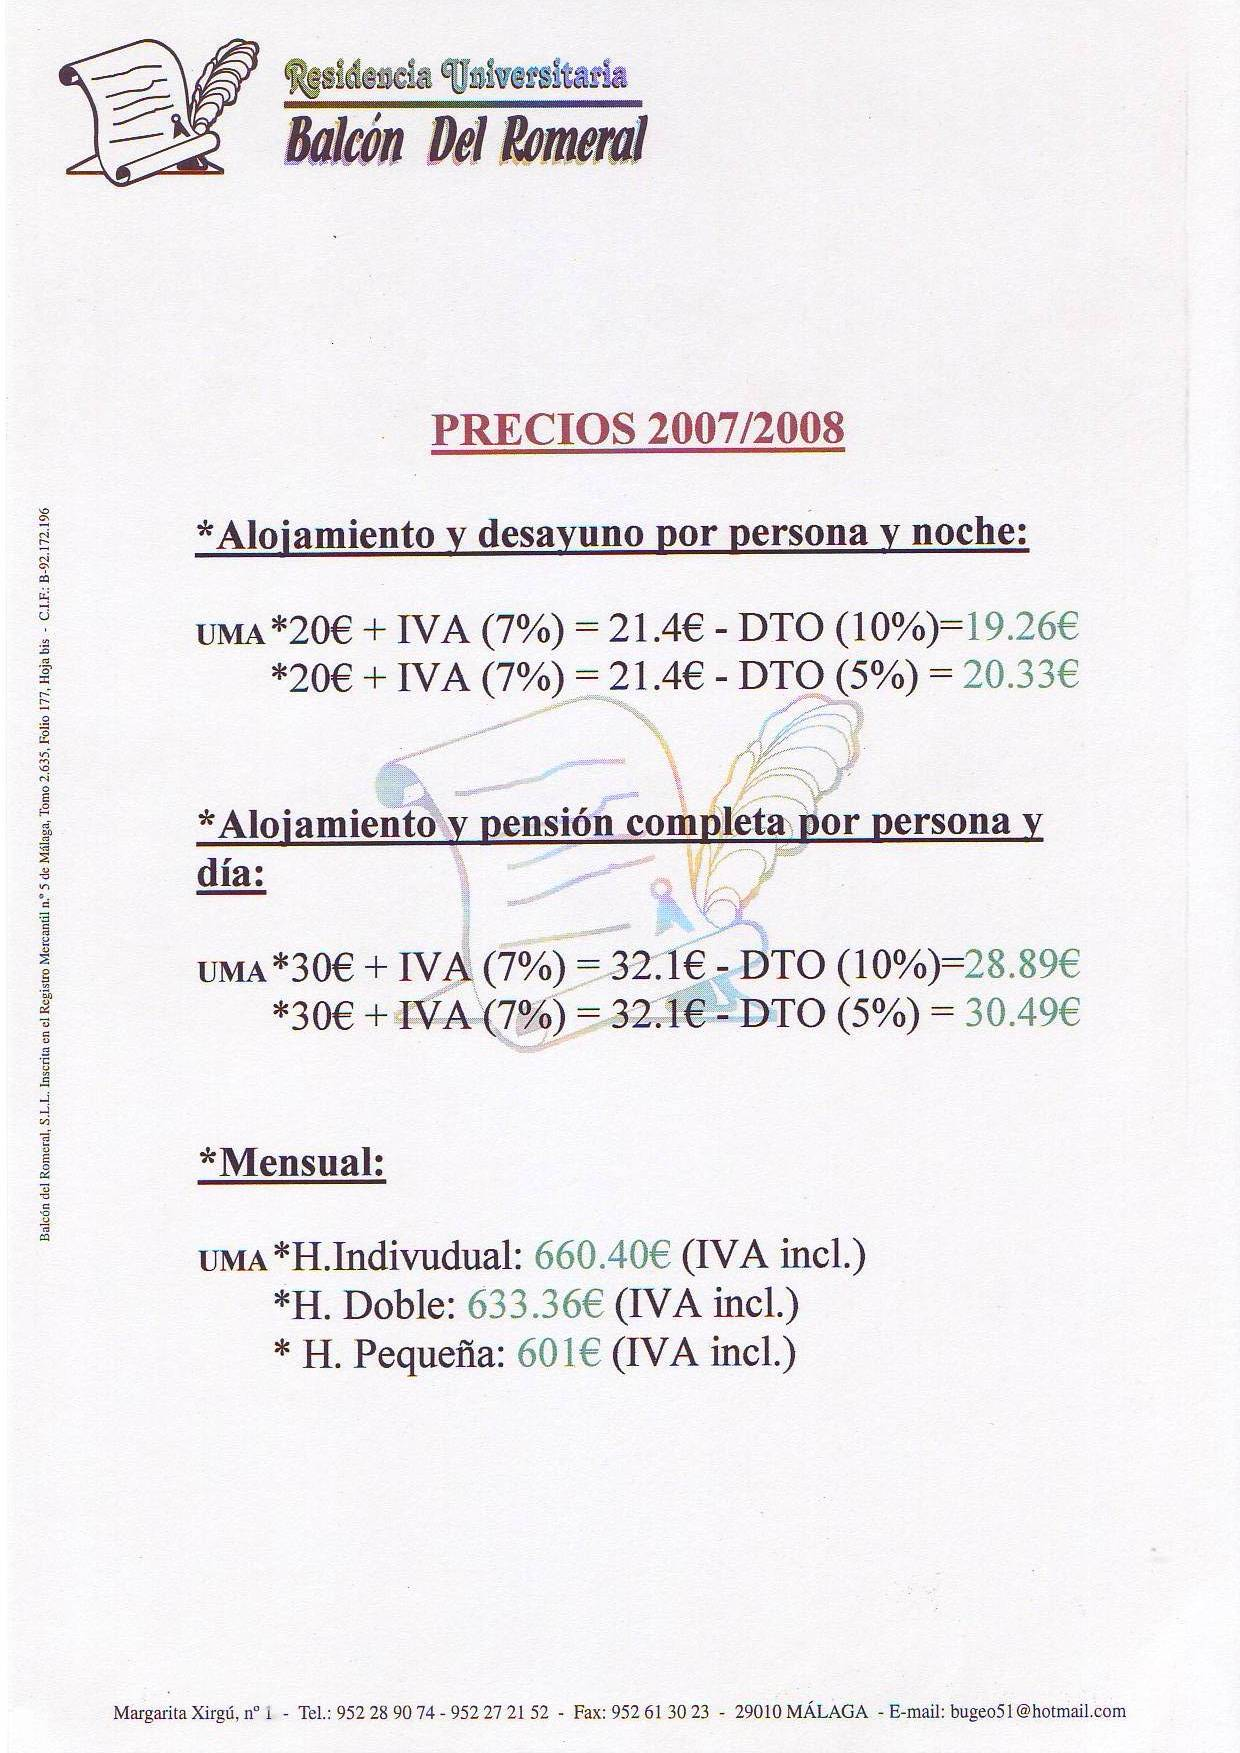 Residencia Universitaria
Balcón Del Romeral
PRECIOS 2007/2008
*Alojamiento y desayuno por persona y noche:
UMA *20€ + IVA (7%) = 21.4€ - DTO (10%)=19.26€
*20€ + IVA (7%) = 21.4€ - DTO (5%) = 20.33€
*Alojamiento y pensión completa por persona y
día:
UMA *30€ + IVA (7%) = 32.1€ - DTO (10%)=28.89€
*30€ + IVA (7%) = 32.1€ - DTO (5%) = 30.49€
*Mensual:
UMA *H.Indivudual: 660.40€ (IVA incl.)
*H. Doble: 633.36€ (IVA incl.)
* H. Pequeña: 601€ (IVA incl.)
Balcón del Romeral, S.L.L. Inscrita en el Registro Mercantil n.º 5 de Málaga, Tomo 2.635, Folio 177, Hoja bis - C.I.F.: B-92.172.196
Margarita Xirgú, nº 1 - Tel.: 952 28 90 74 - 952 27 21 52 - Fax: 952 61 30 23 - 29010 MÁLAGA - E-mail: bugeo51@hotmail.com